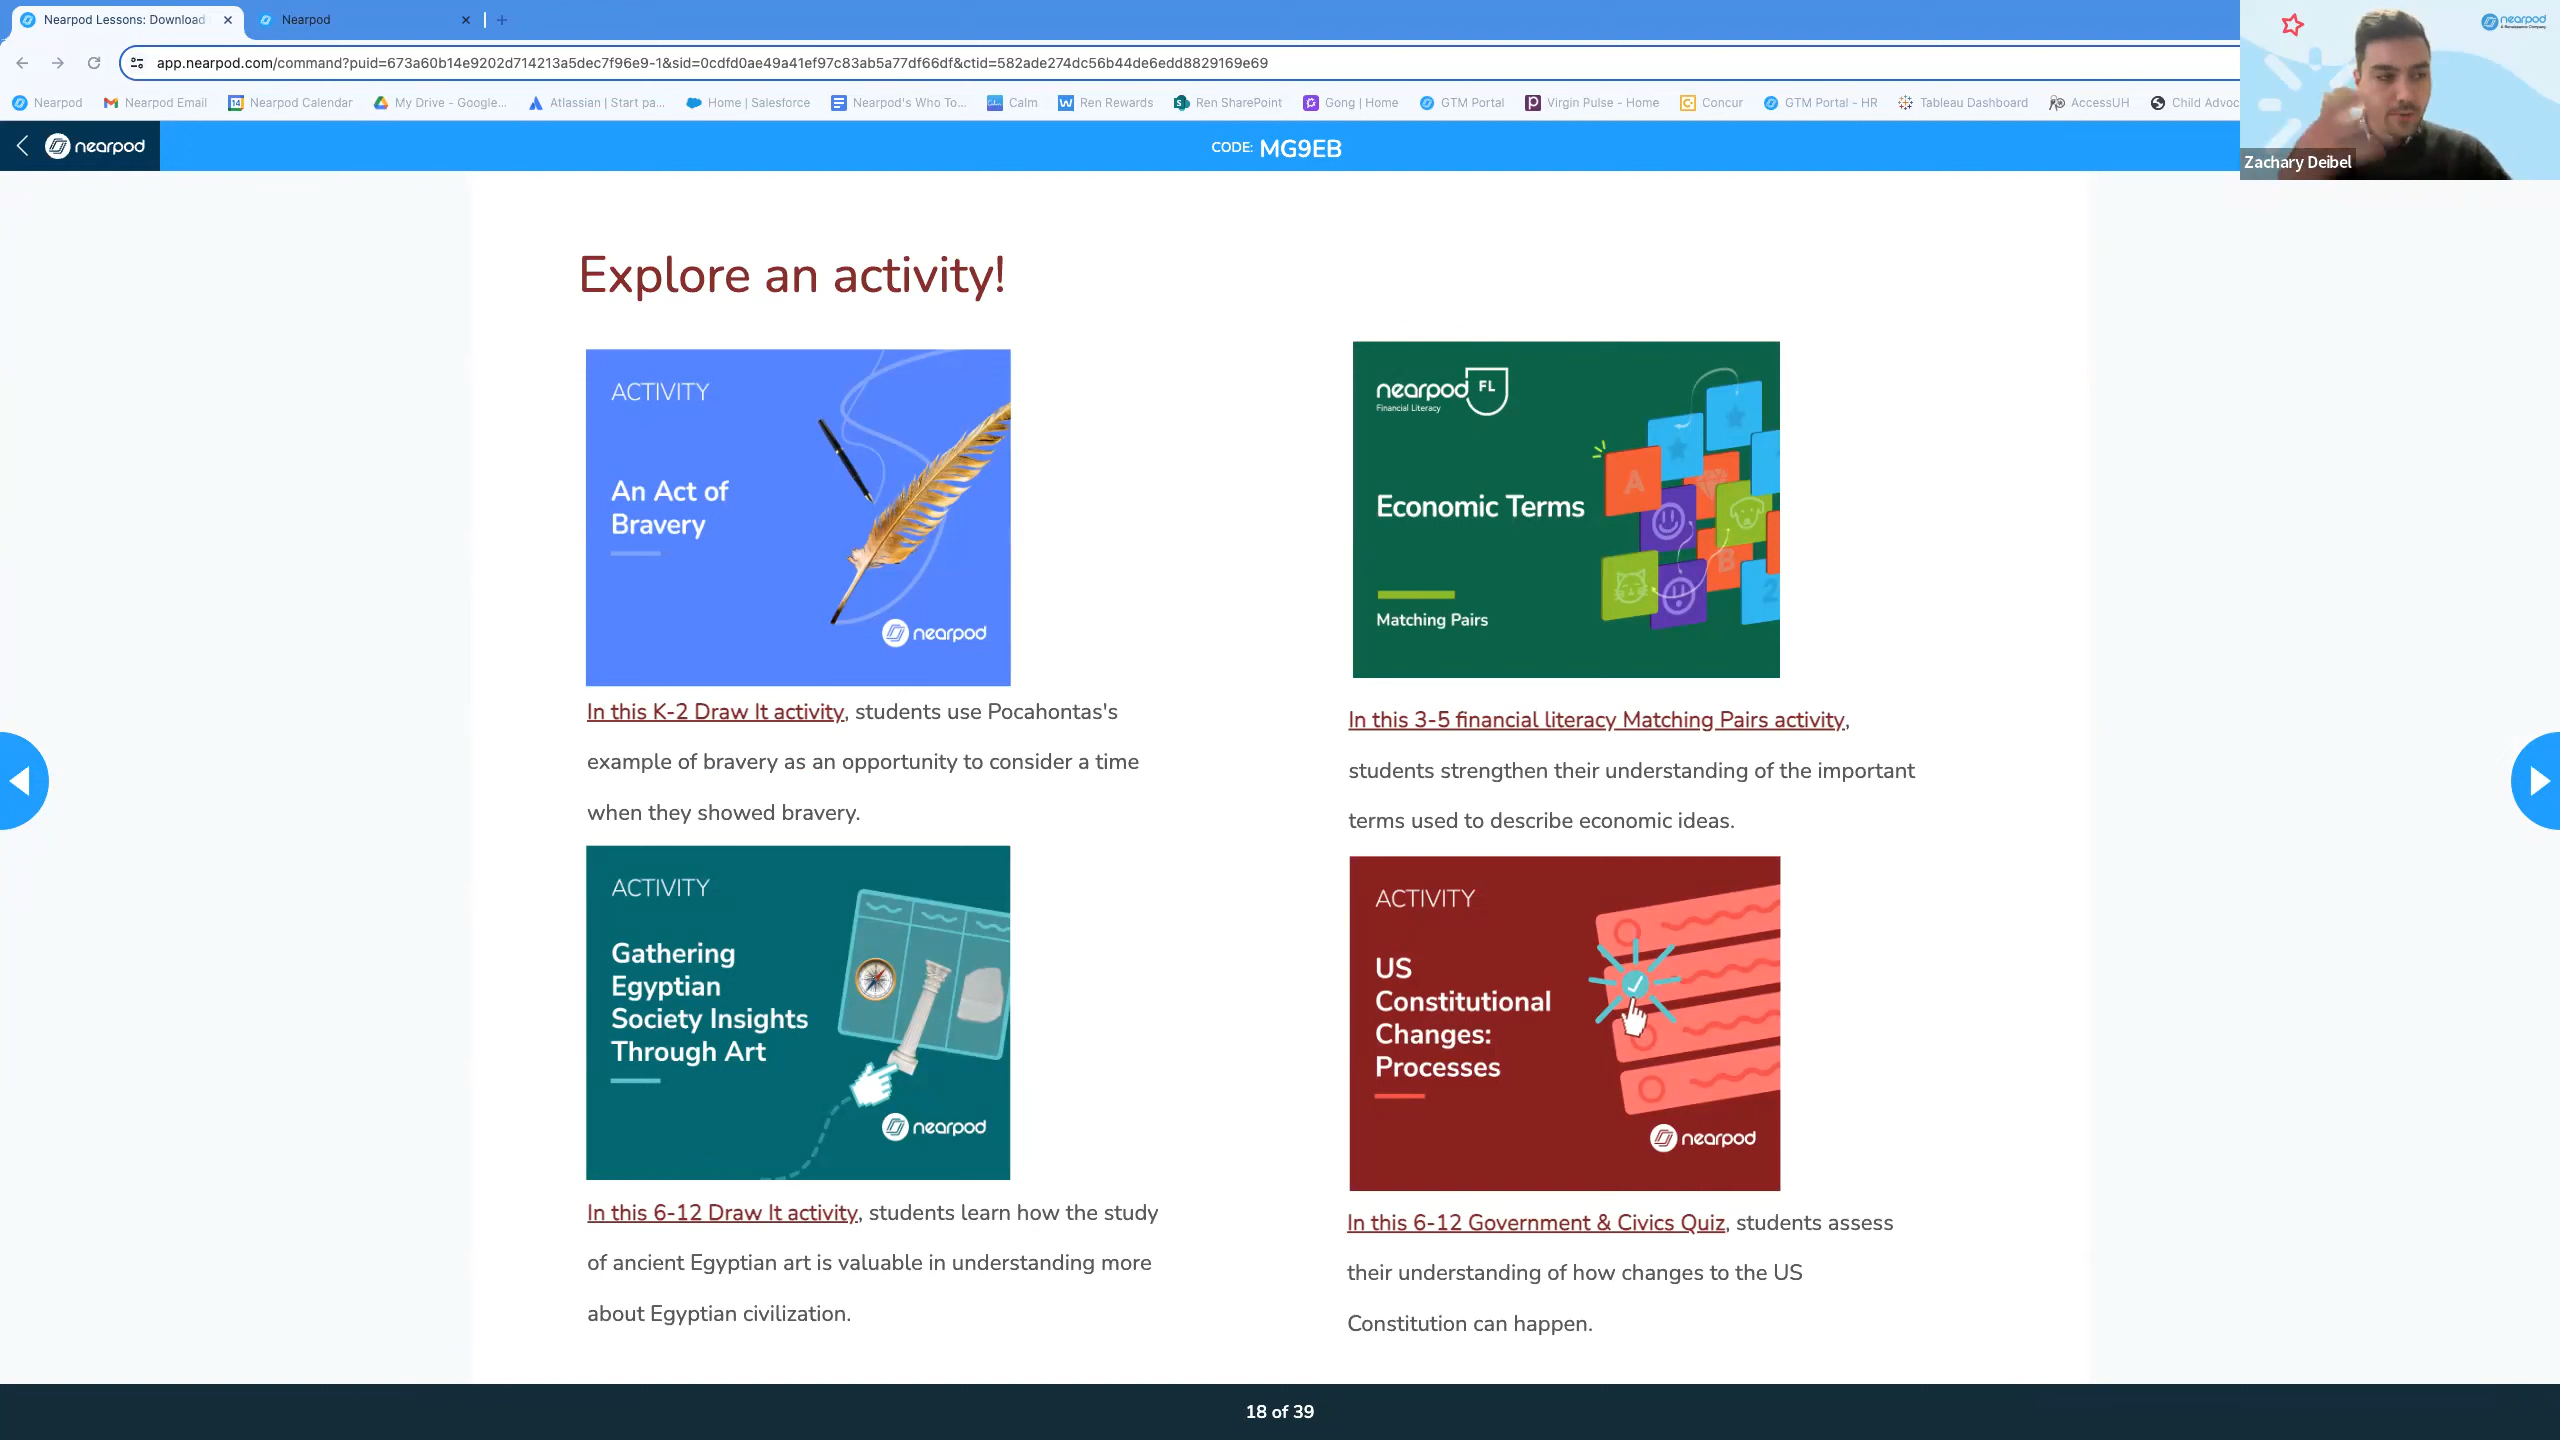 Nearpod Lessons: Download
Nearpod
app.nearpod.com/command?puid=673a60b14e9202d714213a5dec7f96e9-1&sid=0cdfd0ae49a41ef97c83ab5a77df66df&ctid=582ade274dc56b44de6edd8829169e69
Nearpod
Nearpod Email
14
Nearpod Calendar
My Drive - Google...
Atlassian | Start pa...
Home | Salesforce
Nearpod's Who To...
Calm
Ren Rewards
Ren SharePoint
Gong | Home
GTM Portal
Virgin Pulse - Home
Concur
GTM Portal - HR
Tableau Dashboard
AccessUH
Child Advoc
nearpod
CODE: MG9EB
nearpod
A Renaissance Company
Zachary Deibel
Explore an activity!
ACTIVITY
An Act of
Bravery
nearpod
In this K-2 Draw It activity, students use Pocahontas's
example of bravery as an opportunity to consider a time
when they showed bravery.
nearpod FL
Financial Literacy
Economic Terms
Matching Pairs
A
B
2
In this 3-5 financial literacy Matching Pairs activity,
students strengthen their understanding of the important
terms used to describe economic ideas.
ACTIVITY
Gathering
Egyptian
Society Insights
Through Art
nearpod
In this 6-12 Draw It activity, students learn how the study
of ancient Egyptian art is valuable in understanding more
about Egyptian civilization.
ACTIVITY
US
Constitutional
Changes:
Processes
nearpod
In this 6-12 Government & Civics Quiz, students assess
their understanding of how changes to the US
Constitution can happen.
18 of 39